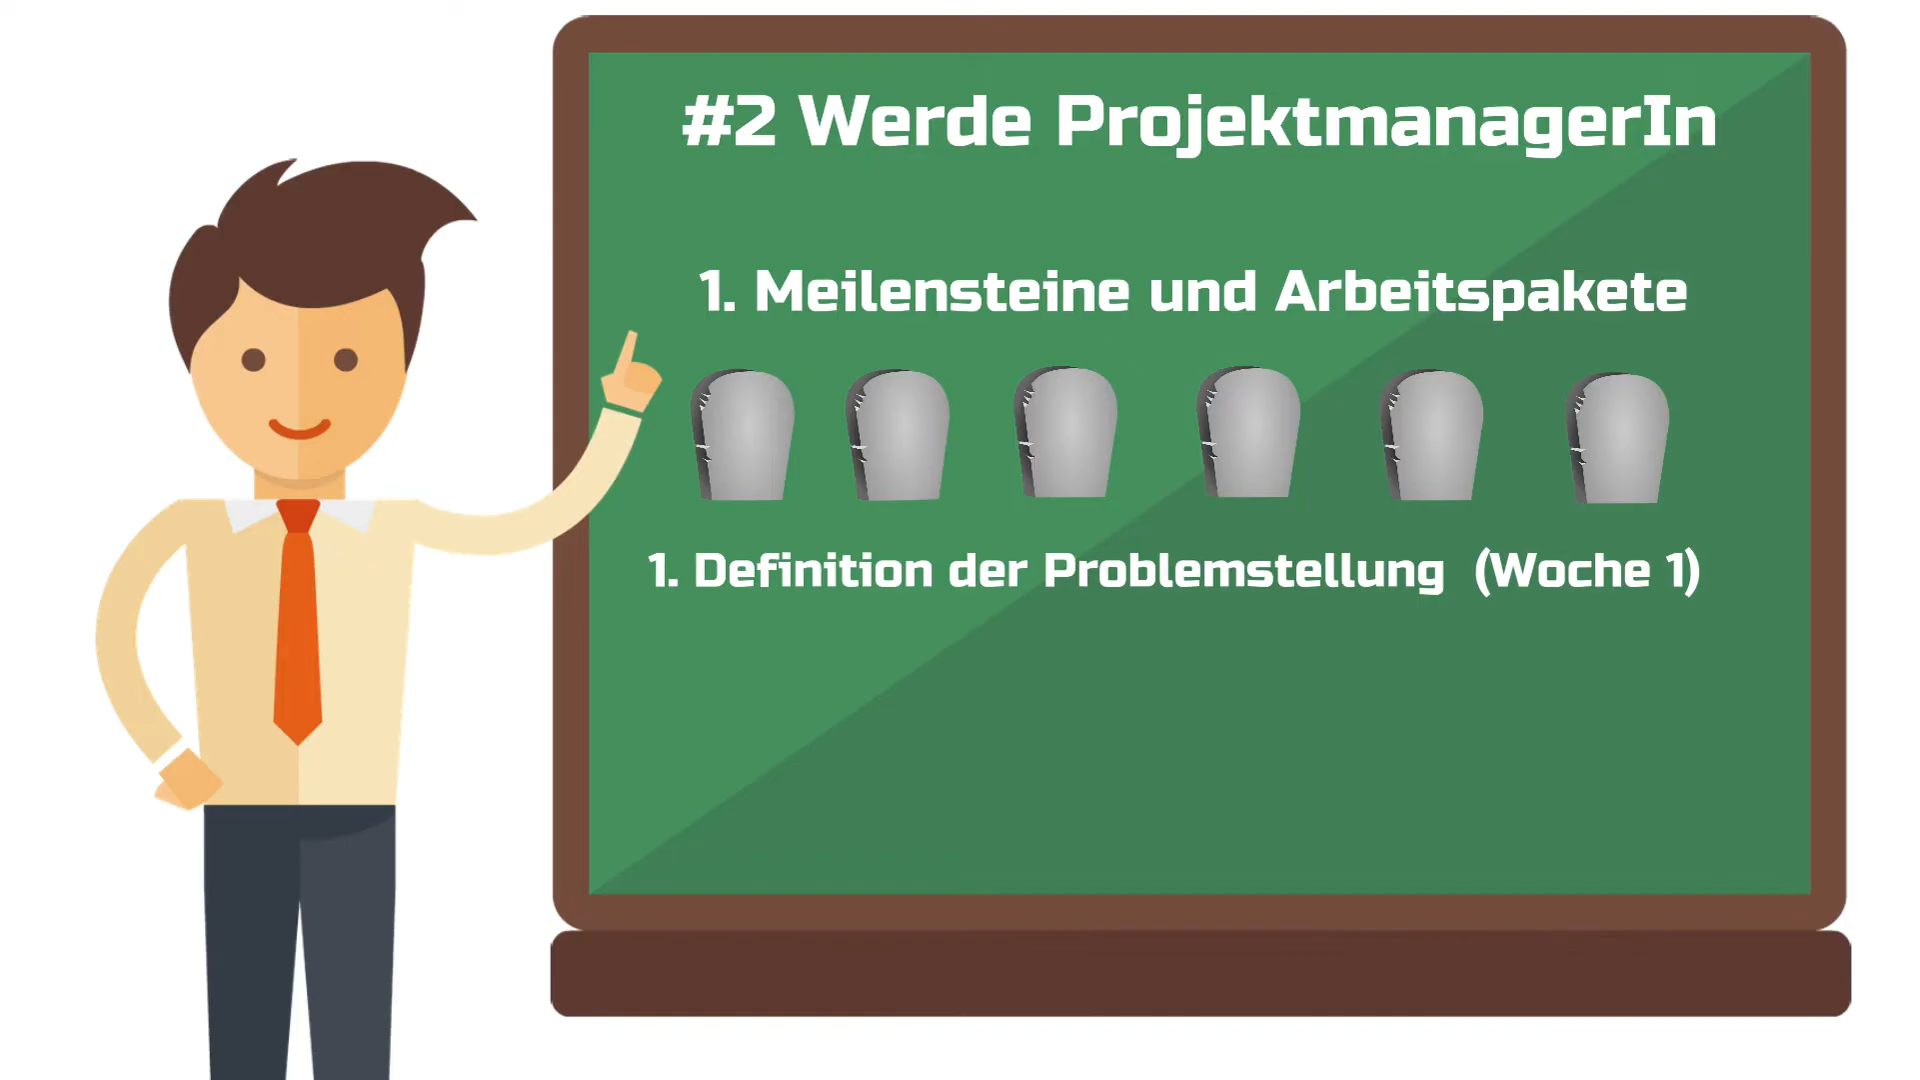 #2 Werde ProjektmanagerIn
1. Meilensteine und Arbeitspakete
1. Definition der Problemstellung (Woche 1)